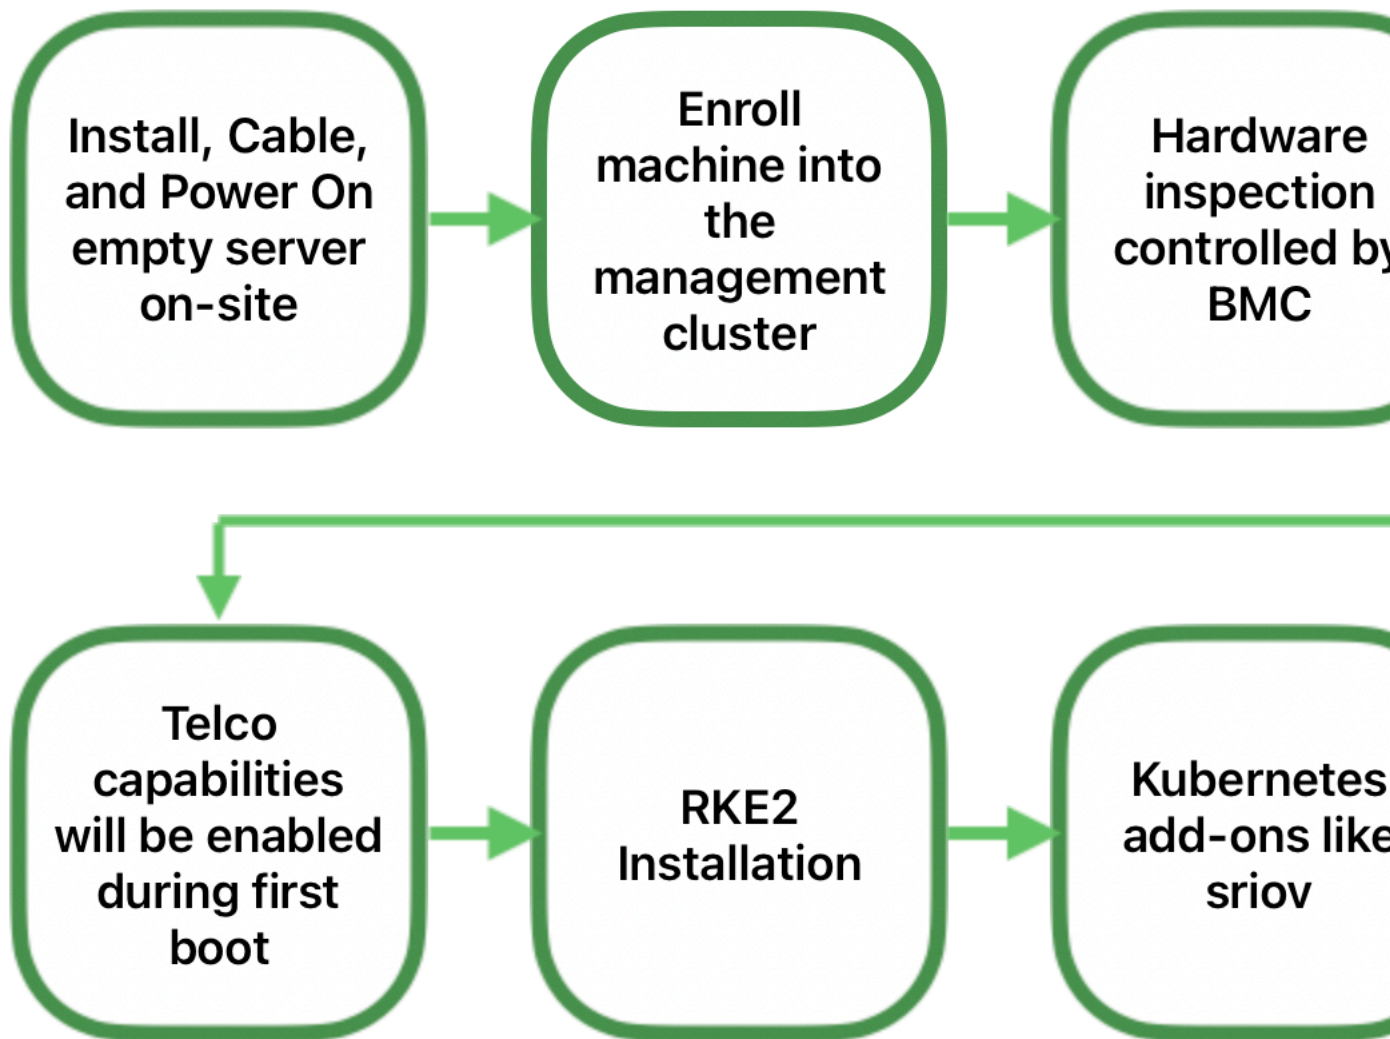 Install, Cable,
and Power On
empty server
on-site
Enroll
machine into
the
management
cluster
Hardware
inspection
controlled by
BMC
Telco
capabilities
will be enabled
during first
boot
RKE2
Installation
Kubernetes
add-ons like
sriov